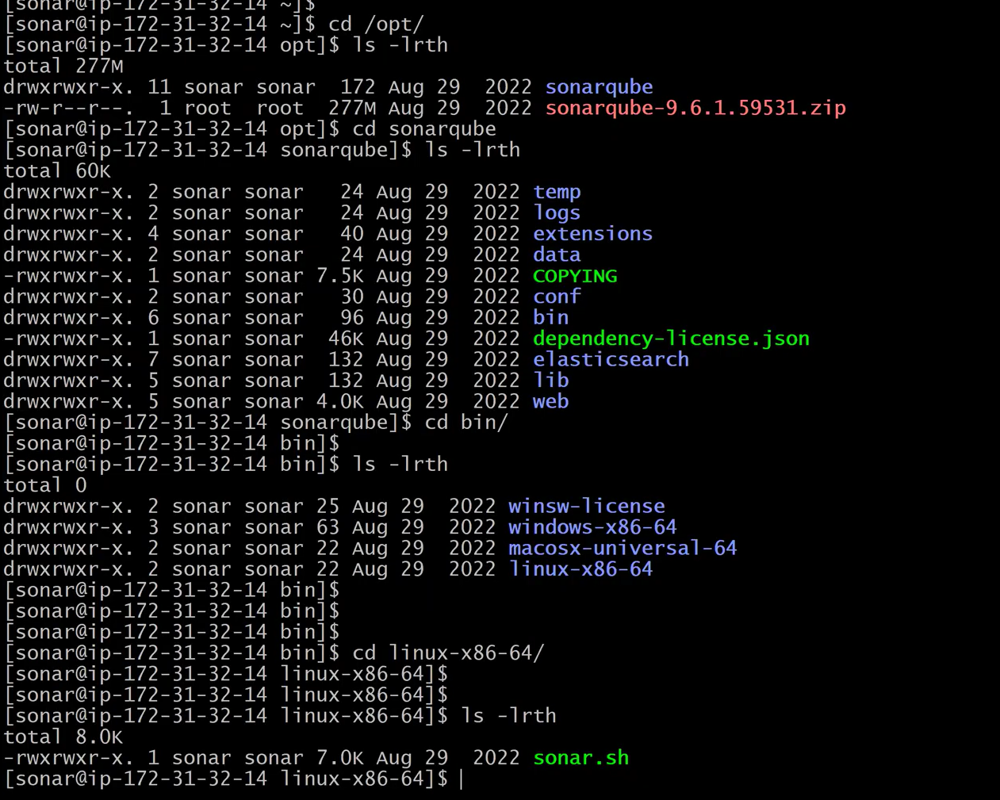 [sonar@ip-172-31-32-14 ~]$
[sonar@ip-172-31-32-14 ~]$ cd /opt/
[sonar@ip-172-31-32-14 opt]$ ls -lrth
total 277M
drwxrwxr-x. 11 sonar sonar  172 Aug 29  2022 sonarqube
-rw-r--r--.  1 root  root  277M Aug 29  2022 sonarqube-9.6.1.59531.zip
[sonar@ip-172-31-32-14 opt]$ cd sonarqube
[sonar@ip-172-31-32-14 sonarqube]$ ls -lrth
total 60K
drwxrwxr-x. 2 sonar sonar   24 Aug 29  2022 temp
drwxrwxr-x. 2 sonar sonar   24 Aug 29  2022 logs
drwxrwxr-x. 4 sonar sonar   40 Aug 29  2022 extensions
drwxrwxr-x. 2 sonar sonar   24 Aug 29  2022 data
-rwxrwxr-x. 1 sonar sonar 7.5K Aug 29  2022 COPYING
drwxrwxr-x. 2 sonar sonar   30 Aug 29  2022 conf
drwxrwxr-x. 6 sonar sonar   96 Aug 29  2022 bin
-rwxrwxr-x. 1 sonar sonar  46K Aug 29  2022 dependency-license.json
drwxrwxr-x. 7 sonar sonar  132 Aug 29  2022 elasticsearch
drwxrwxr-x. 5 sonar sonar  132 Aug 29  2022 lib
drwxrwxr-x. 5 sonar sonar 4.0K Aug 29  2022 web
[sonar@ip-172-31-32-14 sonarqube]$ cd bin/
[sonar@ip-172-31-32-14 bin]$
[sonar@ip-172-31-32-14 bin]$ ls -lrth
total 0
drwxrwxr-x. 2 sonar sonar 25 Aug 29  2022 winsw-license
drwxrwxr-x. 3 sonar sonar 63 Aug 29  2022 windows-x86-64
drwxrwxr-x. 2 sonar sonar 22 Aug 29  2022 macosx-universal-64
drwxrwxr-x. 2 sonar sonar 22 Aug 29  2022 linux-x86-64
[sonar@ip-172-31-32-14 bin]$
[sonar@ip-172-31-32-14 bin]$
[sonar@ip-172-31-32-14 bin]$
[sonar@ip-172-31-32-14 bin]$ cd linux-x86-64/
[sonar@ip-172-31-32-14 linux-x86-64]$
[sonar@ip-172-31-32-14 linux-x86-64]$
[sonar@ip-172-31-32-14 linux-x86-64]$ ls -lrth
total 8.0K
-rwxrwxr-x. 1 sonar sonar 7.0K Aug 29  2022 sonar.sh
[sonar@ip-172-31-32-14 linux-x86-64]$